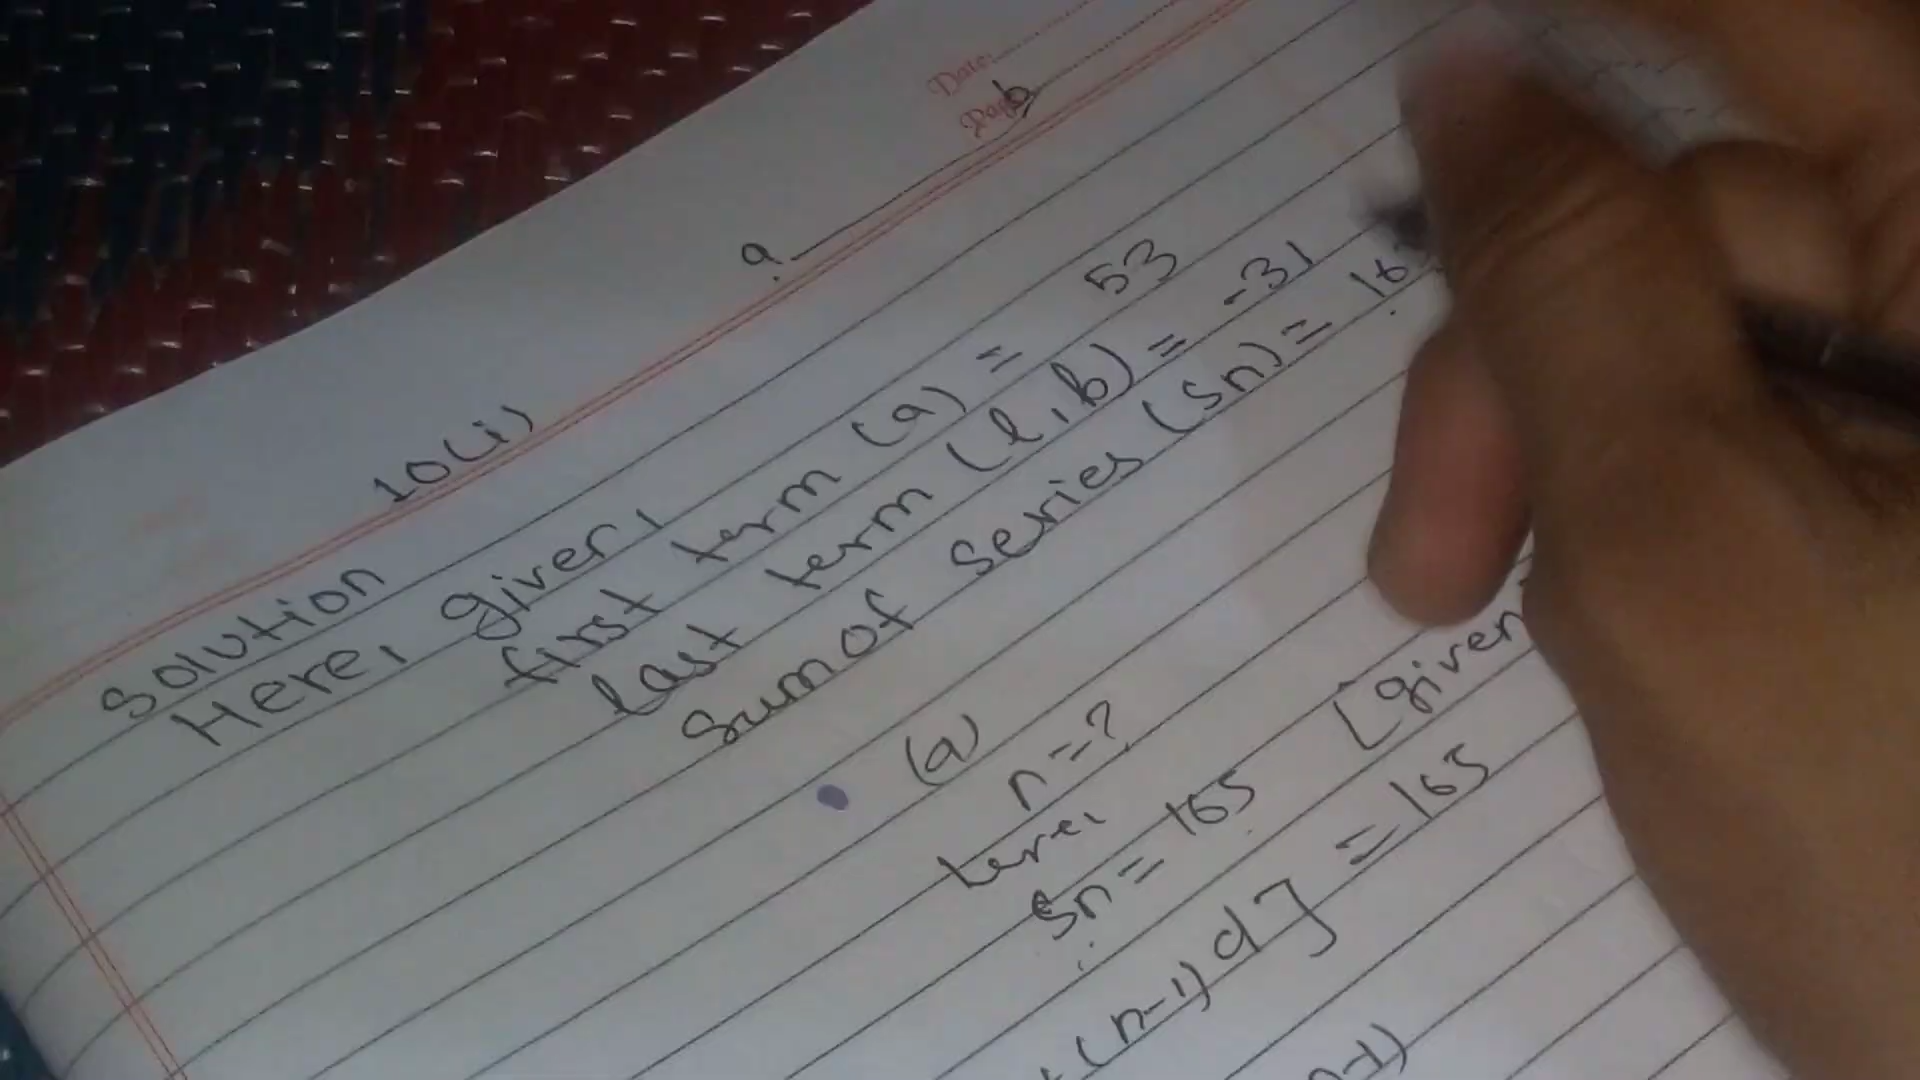 Date:
Page
b
a
10(i)
solution
Here, given,
first term (a) = 53
last term (l, b) = -31
sum of series (sn) = 16
(a)
n = ?
here,
sn = 165 [given
(n-1) d] = 165
n-1)